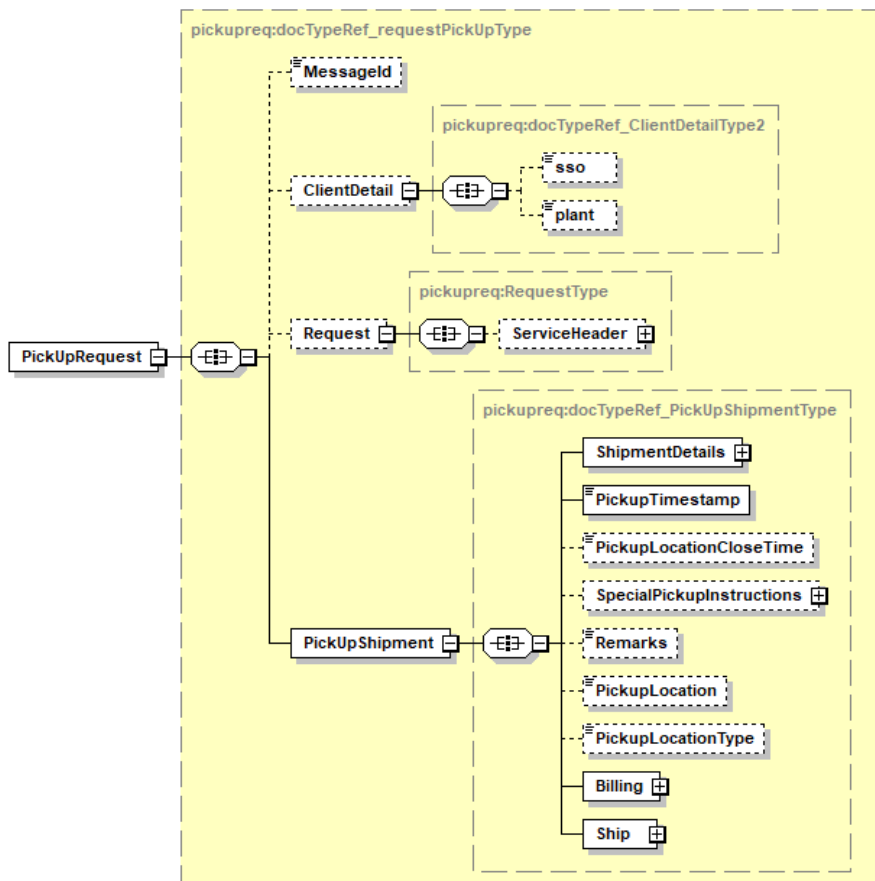 pickupreq:docTypeRef_requestPickUpType
MessageId
pickupreq:docTypeRef_ClientDetailType2
sso
ClientDetail
plant
pickupreq:RequestType
Request
ServiceHeader
PickUpRequest
pickupreq:docTypeRef_PickUpShipmentType
ShipmentDetails
PickupTimestamp
PickupLocationCloseTime
SpecialPickupInstructions
PickUpShipment
Remarks
PickupLocation
PickupLocationType
Billing
Ship